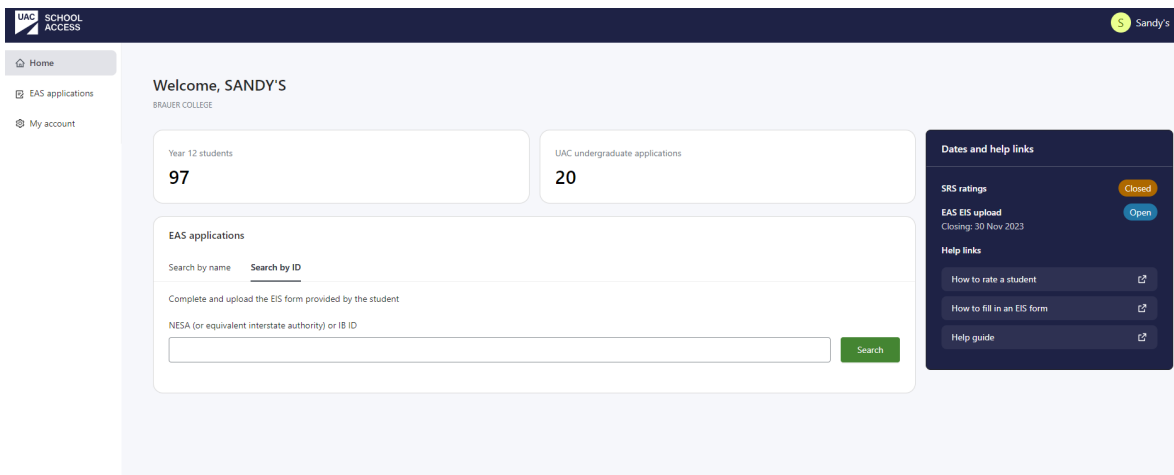 UAC SCHOOL
ACCESS
S Sandy's
Home
EAS applications
My account
Welcome, SANDY'S
BRAUER COLLEGE
Year 12 students
97
UAC undergraduate applications
20
EAS applications
Search by name Search by ID
Complete and upload the EIS form provided by the student
NESA (or equivalent interstate authority) or IB ID
Search
Dates and help links
SRS ratings Closed
EAS EIS upload Open
Closing: 30 Nov 2023
Help links
How to rate a student
How to fill in an EIS form
Help guide